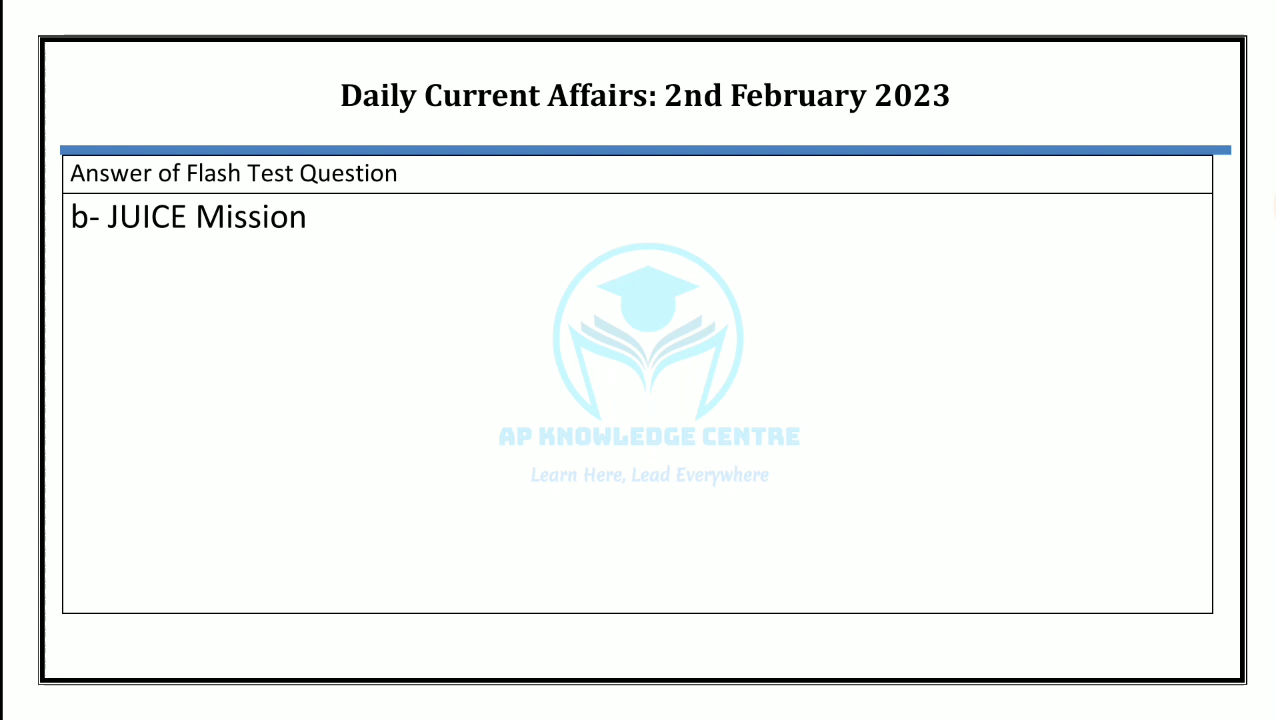 Daily Current Affairs: 2nd February 2023
Answer of Flash Test Question
b- JUICE Mission
AP KNOWLEDGE CENTRE
Learn Here, Lead Everywhere